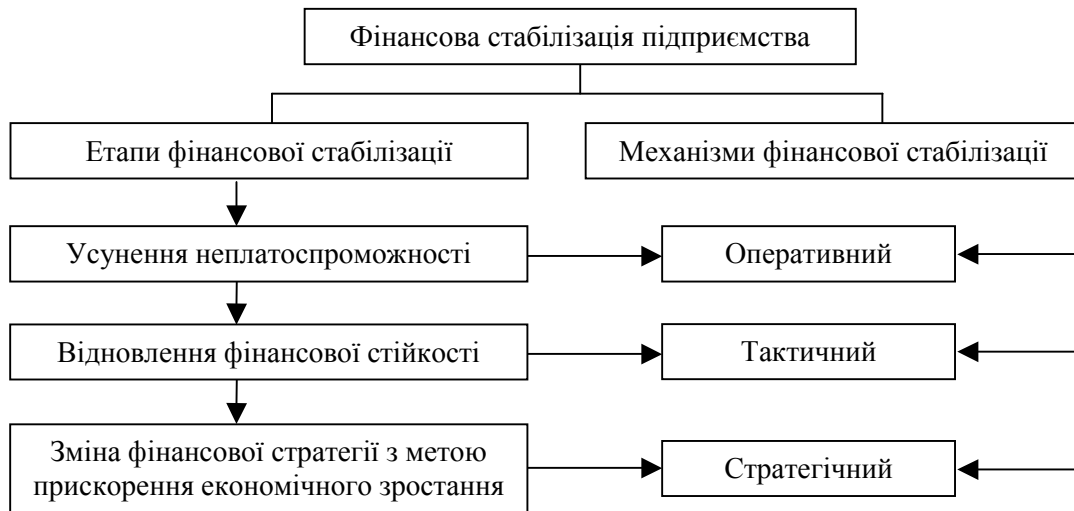 Фінансова стабілізація підприємства
Етапи фінансової стабілізації
Механізми фінансової стабілізації
Усунення неплатоспроможності
Оперативний
Відновлення фінансової стійкості
Тактичний
Зміна фінансової стратегії з метою
прискорення економічного зростання
Стратегічний